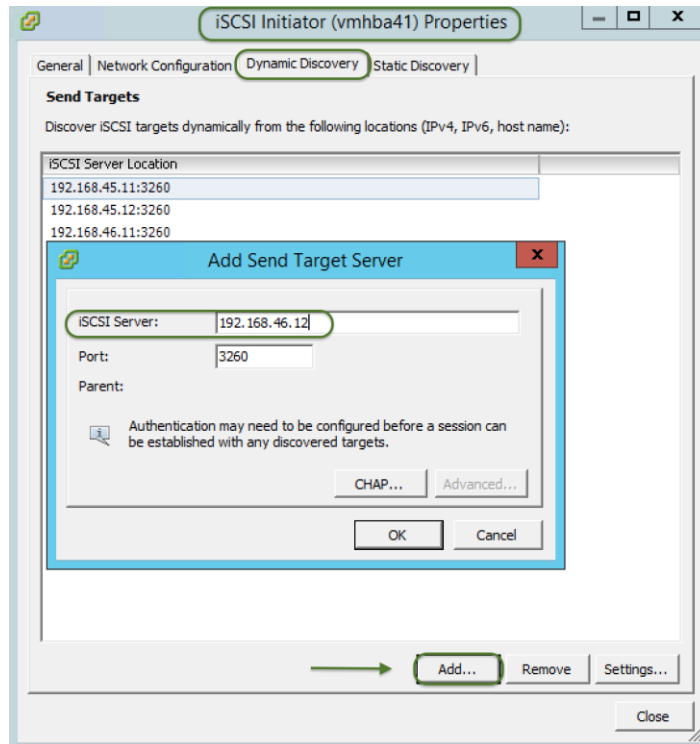 iSCSI Initiator (vmhba41) Properties
General Network Configuration Dynamic Discovery Static Discovery
Send Targets
Discover iSCSI targets dynamically from the following locations (IPv4, IPv6, host name):
iSCSI Server Location
192.168.45.11:3260
192.168.45.12:3260
192.168.46.11:3260
Add Send Target Server
iSCSI Server: 192.168.46.12
Port: 3260
Parent:
Authentication may need to be configured before a session can
be established with any discovered targets.
CHAP... Advanced...
OK Cancel
Add... Remove Settings...
Close